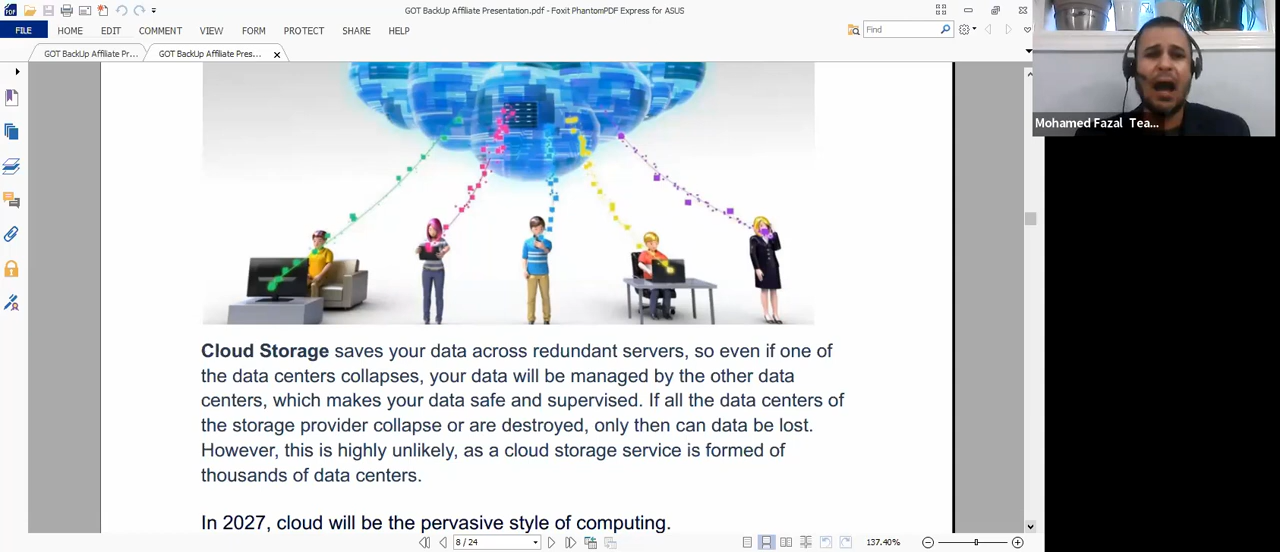 GOT BackUp Affiliate Presentation.pdf - Foxit PhantomPDF Express for ASUS
FILE HOME EDIT COMMENT VIEW FORM PROTECT SHARE HELP
Find
GOT BackUp Affiliate Pr...
GOT BackUp Affiliate Pres...
Mohamed Fazal Tea...
Cloud Storage saves your data across redundant servers, so even if one of
the data centers collapses, your data will be managed by the other data
centers, which makes your data safe and supervised. If all the data centers of
the storage provider collapse or are destroyed, only then can data be lost.
However, this is highly unlikely, as a cloud storage service is formed of
thousands of data centers.
In 2027, cloud will be the pervasive style of computing.
8 / 24
137.40%